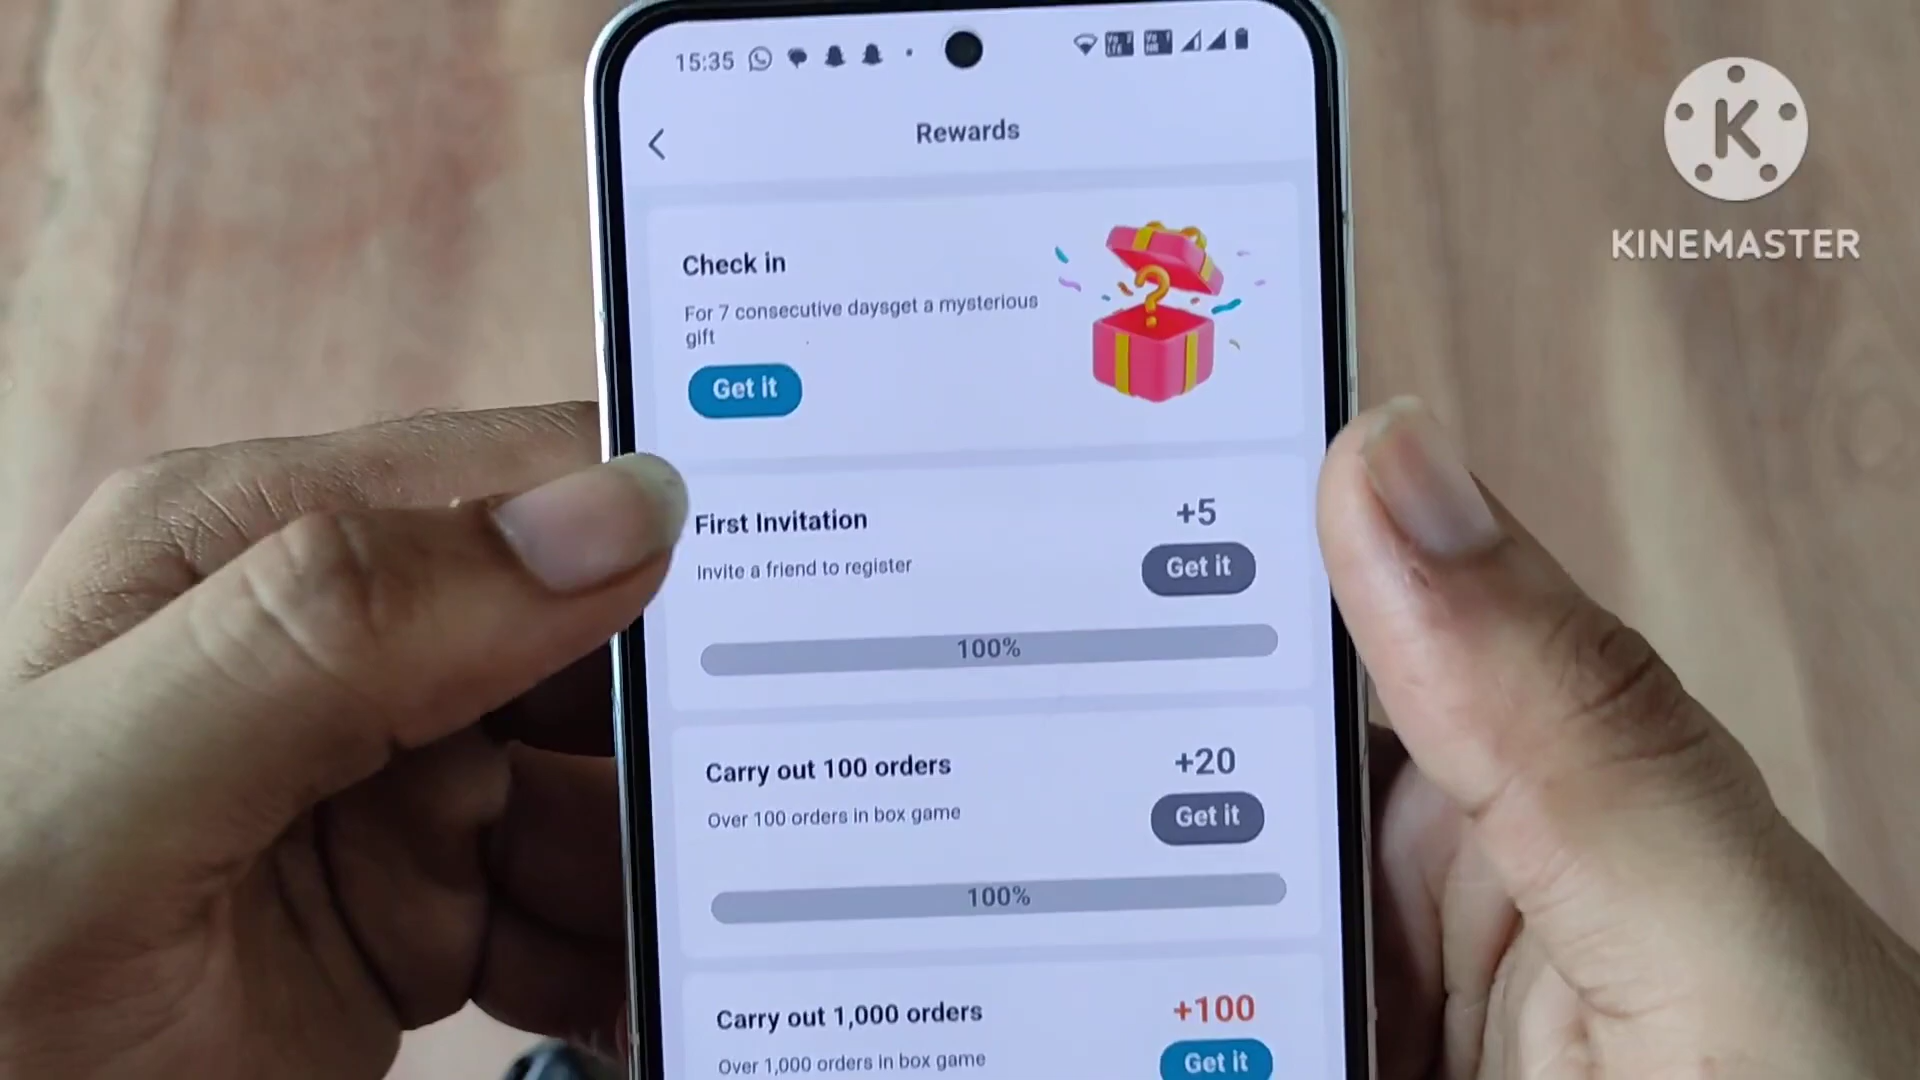 15:35
Rewards
Check in
For 7 consecutive daysget a mysterious
gift
Get it
First Invitation
+5
Invite a friend to register
Get it
100%
Carry out 100 orders
+20
Over 100 orders in box game
Get it
100%
Carry out 1,000 orders
+100
Over 1,000 orders in box game
Get it
K
KINEMASTER